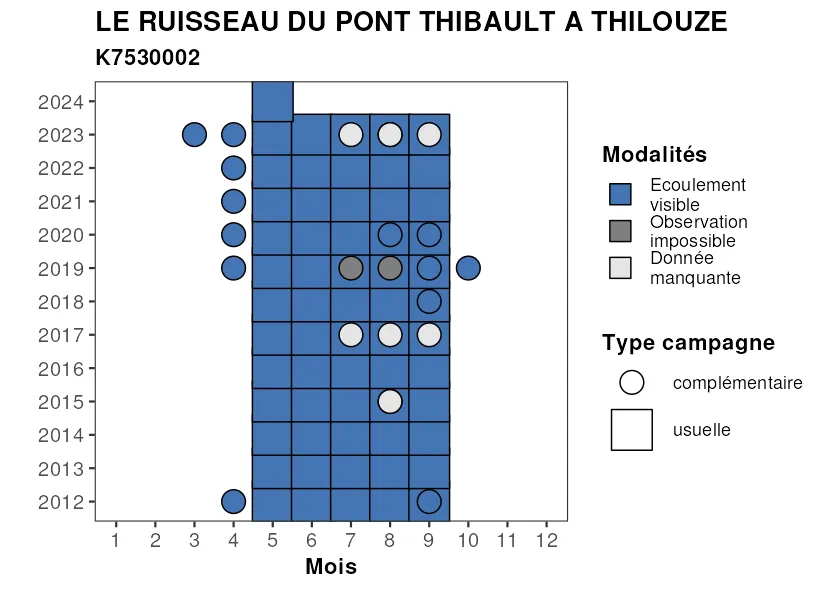 LE RUISSEAU DU PONT THIBAULT A THILOUZE
K7530002
2024
2023
2022
2021
2020
2019
2018
2017
2016
2015
2014
2013
2012
1 2 3 4 5 6 7 8 9 10 11 12
Mois
Modalités
Ecoulement
visible
Observation
impossible
Donnée
manquante
Type campagne
complémentaire
usuelle